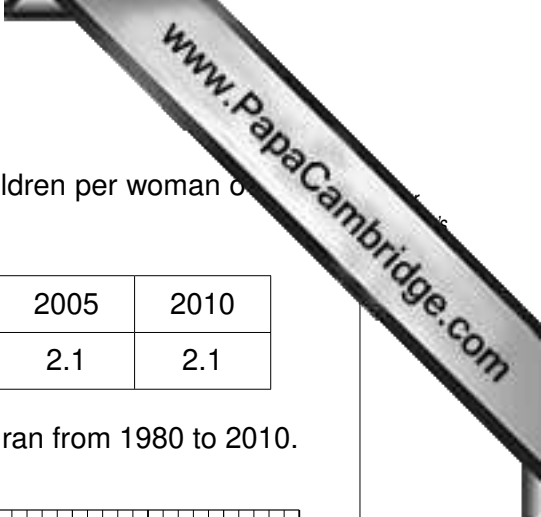 www.PapaCambridge.com
ldren per woman o
2005 2010
2.1 2.1
ran from 1980 to 2010.